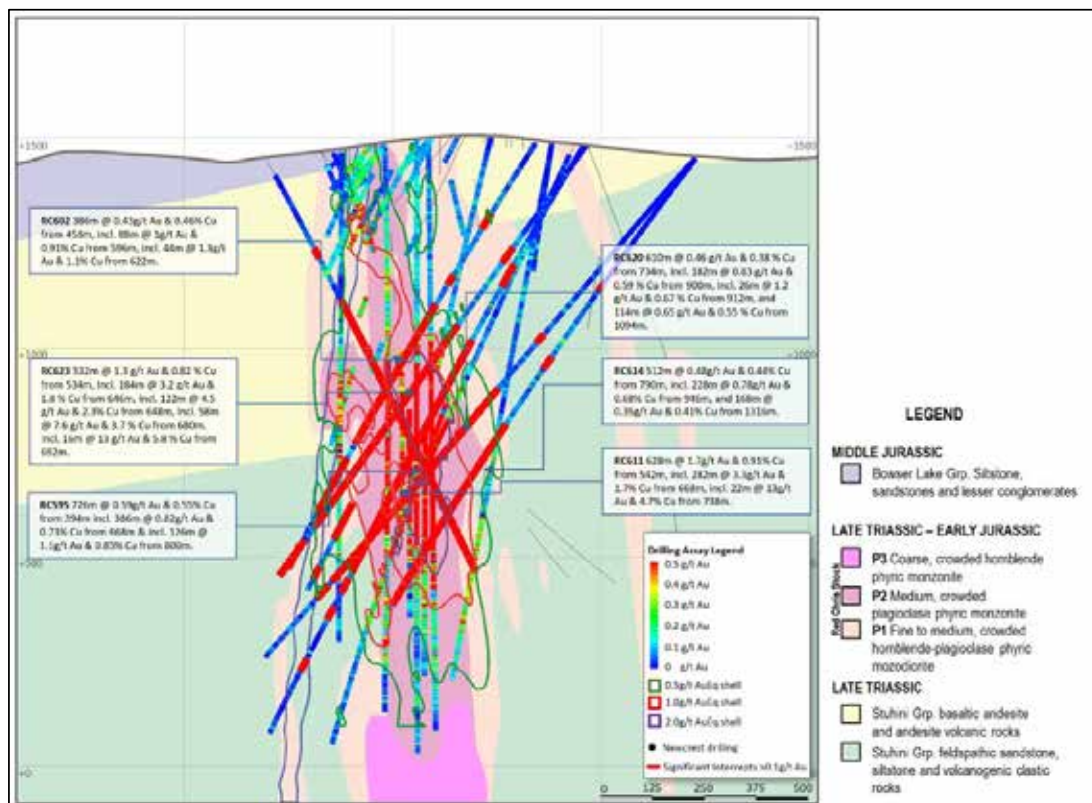 +1500
-1500
RC602 386m @ 0.43g/t Au & 0.46% Cu
from 458m, incl. 88m @ 1g/t Au &
0.91% Cu from 596m, incl. 46m @ 1.3g/t
Au & 1.1% Cu from 622m.
RC620 610m @ 0.46 g/t Au & 0.38 % Cu
from 734m, incl. 182m @ 0.83 g/t Au &
0.59 % Cu from 900m, incl. 26m @ 1.2
g/t Au & 0.67 % Cu from 912m, and
114m @ 0.65 g/t Au & 0.55 % Cu from
1094m.
+1000
RC623 532m @ 1.3 g/t Au & 0.82 % Cu
from 534m, incl. 184m @ 3.2 g/t Au &
1.8 % Cu from 646m, incl. 122m @ 4.5
g/t Au & 2.3% Cu from 648m, incl. 58m
@ 7.6 g/t Au & 3.7 % Cu from 680m,
incl. 16m @ 13 g/t Au & 5.8 % Cu from
692m.
RC614 512m @ 0.48g/t Au & 0.44% Cu
from 790m, incl. 228m @ 0.78g/t Au &
0.68% Cu from 946m, and 168m @
0.35g/t Au & 0.41% Cu from 1316m.
RC611 628m @ Au & 0.91% Cu
from 542m, incl. 282m @ 3.3g/t Au &
1.7% Cu from 668m, incl. 22m @ 13g/t
Au & 4.7% Cu from 738m.
RC595 726m @ 0.59g/t Au & 0.55% Cu
from 394m incl. 366m @ 0.82g/t Au &
0.73% Cu from & incl. 126m @
1.1g/t Au & 0.85% Cu from 800m.
+0
Drilling Assay Legend
0.5 g/t Au
0.4 g/t Au
0.3 g/t Au
0.2 g/t Au
0.1 g/t Au
0 g/t Au
0.5g/t AuEq shell
1.0g/t AuEq shell
2.0g/t AuEq shell
Newcrest drilling
Significant Intercepts >0.1g/t Au
0 125 250 375 500
LEGEND
MIDDLE JURASSIC
Bowser Lake Grp. Siltstone,
sandstones and lesser conglomerates
LATE TRIASSIC – EARLY JURASSIC
Red Chris Stock
P3 Coarse, crowded hornblende
phyric monzonite
P2 Medium, crowded
plagioclase phyric monzonite
P1 Fine to medium, crowded
hornblende-plagioclase phyric
mozodiorite
LATE TRIASSIC
Stuhini Grp. basaltic andesite
and andesite volcanic rocks
Stuhini Grp. feldspathic sandstone,
siltstone and volcanogenic clastic
rocks